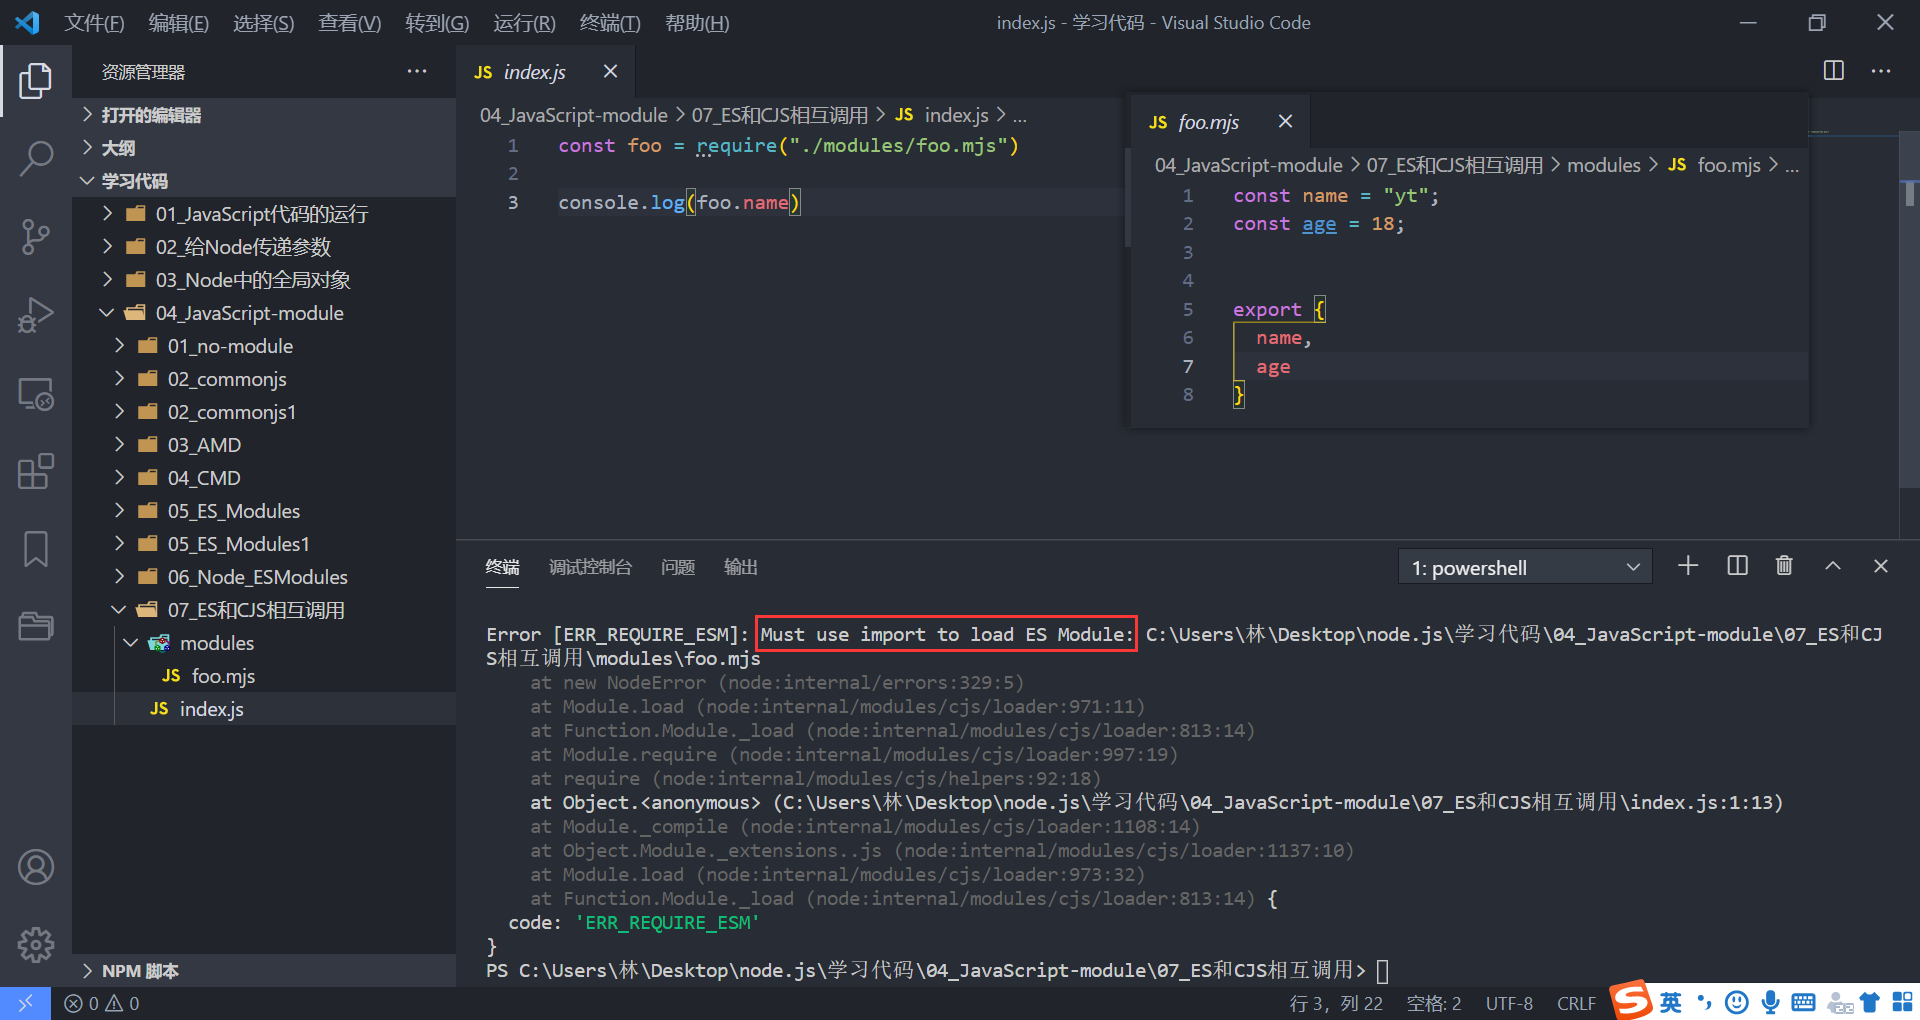 文件(F) 编辑(E) 选择(S) 查看(V) 转到(G) 运行(R) 终端(T) 帮助(H)
index.js - 学习代码 - Visual Studio Code
资源管理器
打开的编辑器
大纲
学习代码
01_JavaScript代码的运行
02_给Node传递参数
03_Node中的全局对象
04_JavaScript-module
01_no-module
02_commonjs
02_commonjs1
03_AMD
04_CMD
05_ES_Modules
05_ES_Modules1
06_Node_ESModules
07_ES和CJS相互调用
modules
JS foo.mjs
JS index.js
NPM 脚本
JS index.js
04_JavaScript-module > 07_ES和CJS相互调用 > JS index.js > ...
1 const foo = require("./modules/foo.mjs")
2
3 console.log(foo.name)
JS foo.mjs
04_JavaScript-module > 07_ES和CJS相互调用 > modules > JS foo.mjs > ...
1 const name = "yt";
2 const age = 18;
3
4
5 export {
6 name,
7 age
8 }
终端 调试控制台 问题 输出
1: powershell
Error [ERR_REQUIRE_ESM]: Must use import to load ES Module: C:\Users\林\Desktop\node.js\学习代码\04_JavaScript-module\07_ES和CJ
S相互调用\modules\foo.mjs
at new NodeError (node:internal/errors:329:5)
at Module.load (node:internal/modules/cjs/loader:971:11)
at Function.Module._load (node:internal/modules/cjs/loader:813:14)
at Module.require (node:internal/modules/cjs/loader:997:19)
at require (node:internal/modules/cjs/helpers:92:18)
at Object.<anonymous> (C:\Users\林\Desktop\node.js\学习代码\04_JavaScript-module\07_ES和CJS相互调用\index.js:1:13)
at Module._compile (node:internal/modules/cjs/loader:1108:14)
at Object.Module._extensions..js (node:internal/modules/cjs/loader:1137:10)
at Module.load (node:internal/modules/cjs/loader:973:32)
at Function.Module._load (node:internal/modules/cjs/loader:813:14) {
code: 'ERR_REQUIRE_ESM'
}
PS C:\Users\林\Desktop\node.js\学习代码\04_JavaScript-module\07_ES和CJS相互调用>
0 0
行 3，列 22 空格: 2 UTF-8 CRLF
S 英